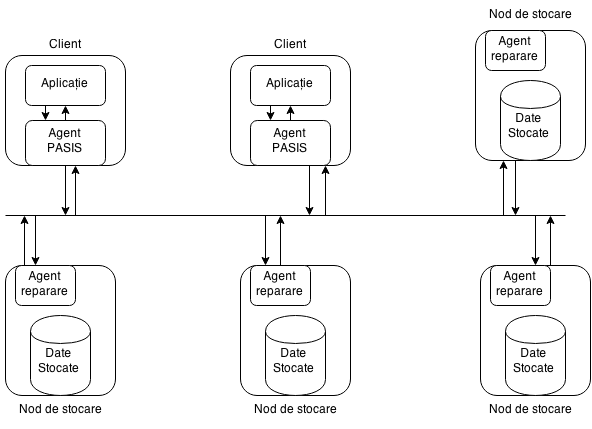 Nod de stocare
Client
Client
Agent
reparare
Aplicație
Aplicație
Date
Stocate
Agent
PASIS
Agent
PASIS
Agent
reparare
Agent
reparare
Agent
reparare
Date
Stocate
Date
Stocate
Date
Stocate
Nod de stocare
Nod de stocare
Nod de stocare